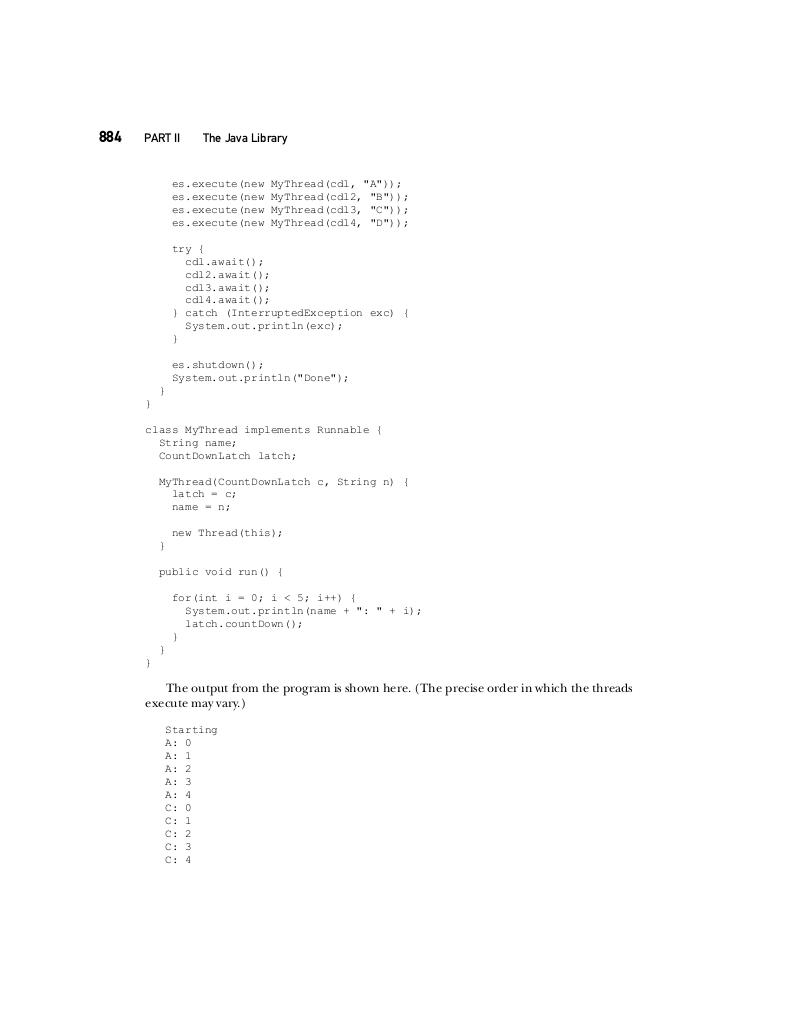 884 PART II The Java Library
es.execute(new MyThread(cdl, "A"));
es.execute(new MyThread(cdl2, "B"));
es.execute(new MyThread(cdl3, "C"));
es.execute(new MyThread(cdl4, "D"));
try {
cdl.await();
cdl2.await();
cdl3.await();
cdl4.await();
} catch (InterruptedException exc) {
System.out.println(exc);
}
es.shutdown();
System.out.println("Done");
}
}
class MyThread implements Runnable {
String name;
CountDownLatch latch;
MyThread(CountDownLatch c, String n) {
latch = c;
name = n;
new Thread(this);
}
public void run() {
for(int i = 0; i < 5; i++) {
System.out.println(name + ": " + i);
latch.countDown();
}
}
}
The output from the program is shown here. (The precise order in which the threads
execute may vary.)
Starting
A: 0
A: 1
A: 2
A: 3
A: 4
C: 0
C: 1
C: 2
C: 3
C: 4